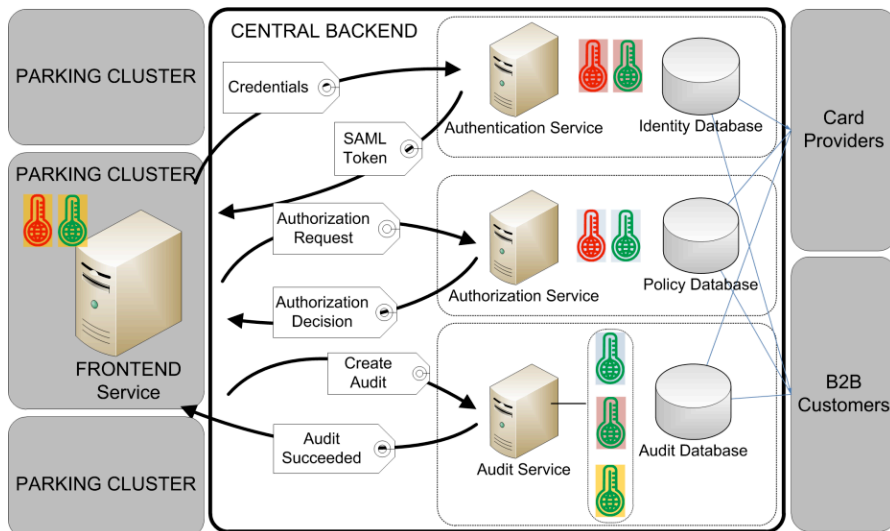 PARKING CLUSTER
PARKING CLUSTER
FRONTEND
Service
PARKING CLUSTER
CENTRAL BACKEND
Credentials
SAML
Token
Authorization
Request
Authorization
Decision
Create
Audit
Audit
Succeeded
Authentication Service
Identity Database
Authorization Service
Policy Database
Audit Service
Audit Database
Card
Providers
B2B
Customers